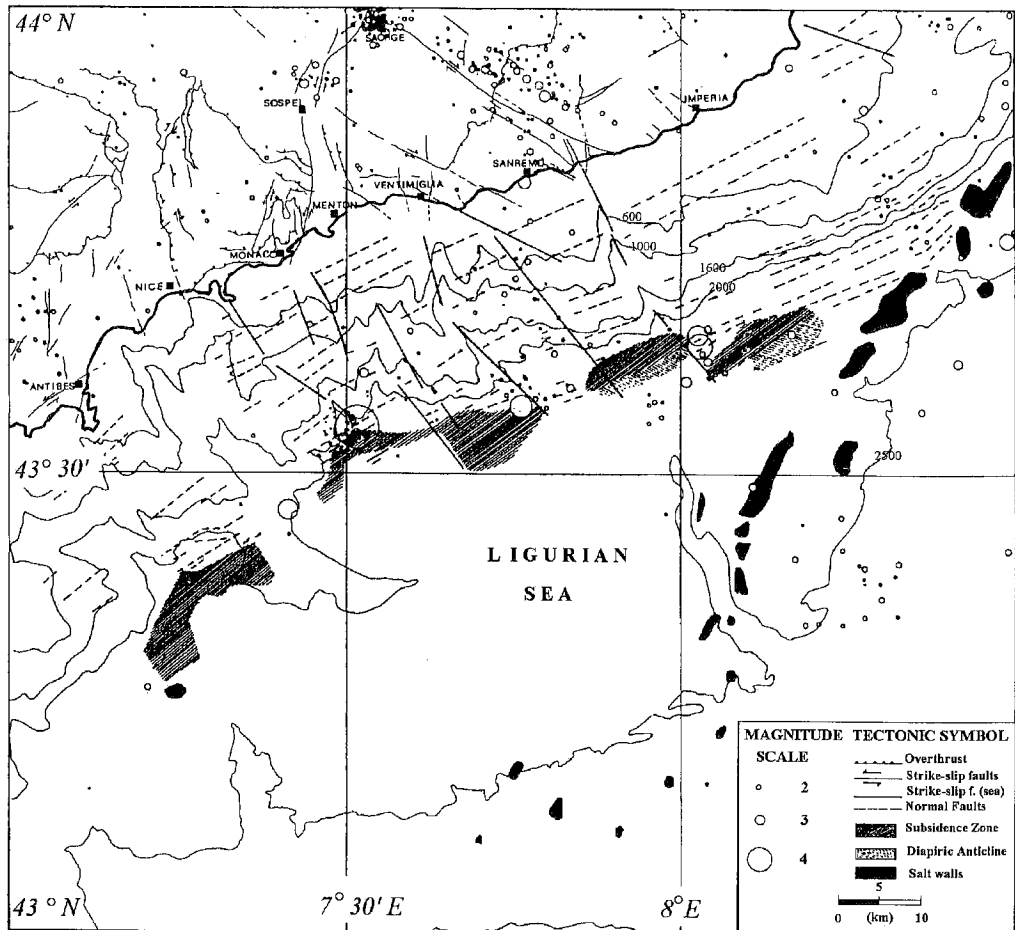 44° N
SAORGE
SOSPEL
IMPERIA
SANREMO
VENTIMIGLIA
MENTON
MONACO
NICE
ANTIBES
600
1000
1600
2000
2500
43° 30'
LIGURIAN
SEA
43° N
7° 30' E
8° E
MAGNITUDE
SCALE
2
3
4
TECTONIC SYMBOL
Overthrust
Strike-slip faults
Strike-slip f. (sea)
Normal Faults
Subsidence Zone
Diapiric Anticline
Salt walls
5
0 (km) 10